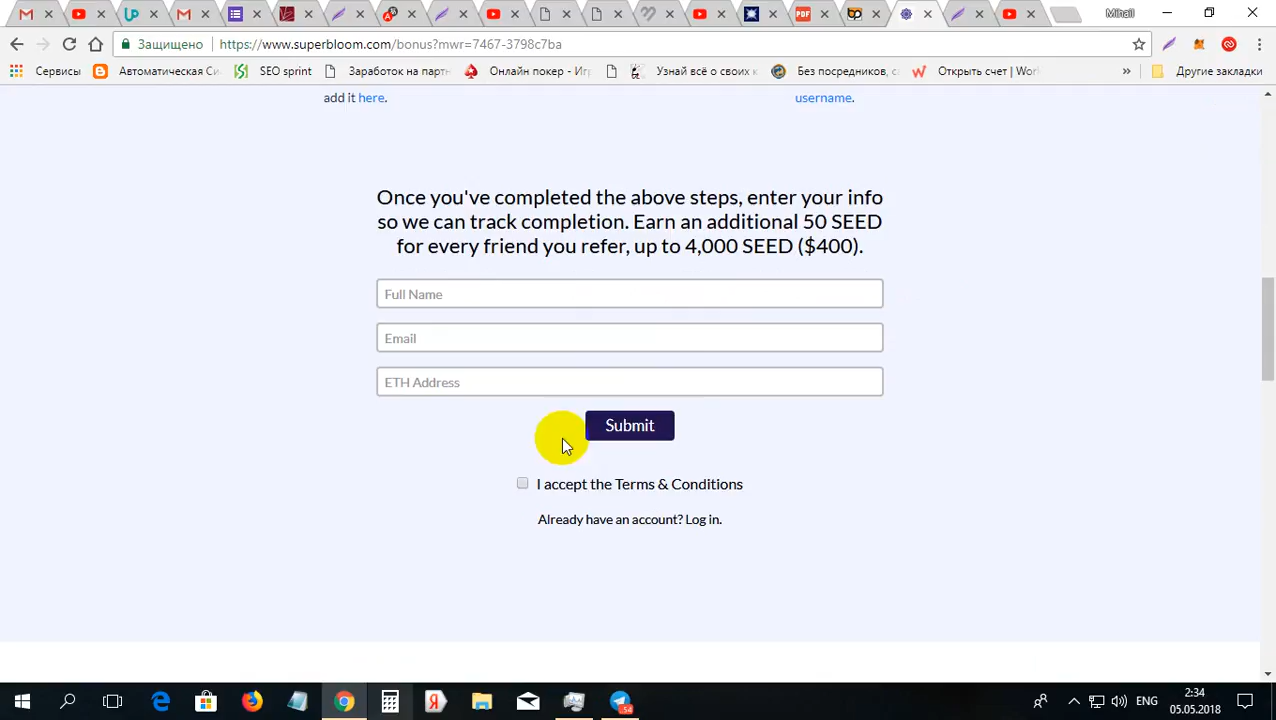 Mihail
Защищено
https://www.superbloom.com/bonus?mwr=7467-3798c7ba
Сервисы
Автоматическая Си
SEO sprint
Заработок на партн
Онлайн покер - Иг
Узнай всё о своих к
Без посредников, с
Открыть счет | Wor
»
Другие закладки
add it here.
username.
Once you've completed the above steps, enter your info
so we can track completion. Earn an additional 50 SEED
for every friend you refer, up to 4,000 SEED ($400).
Full Name
Email
ETH Address
Submit
I accept the Terms & Conditions
Already have an account? Log in.
ENG
2:34
05.05.2018